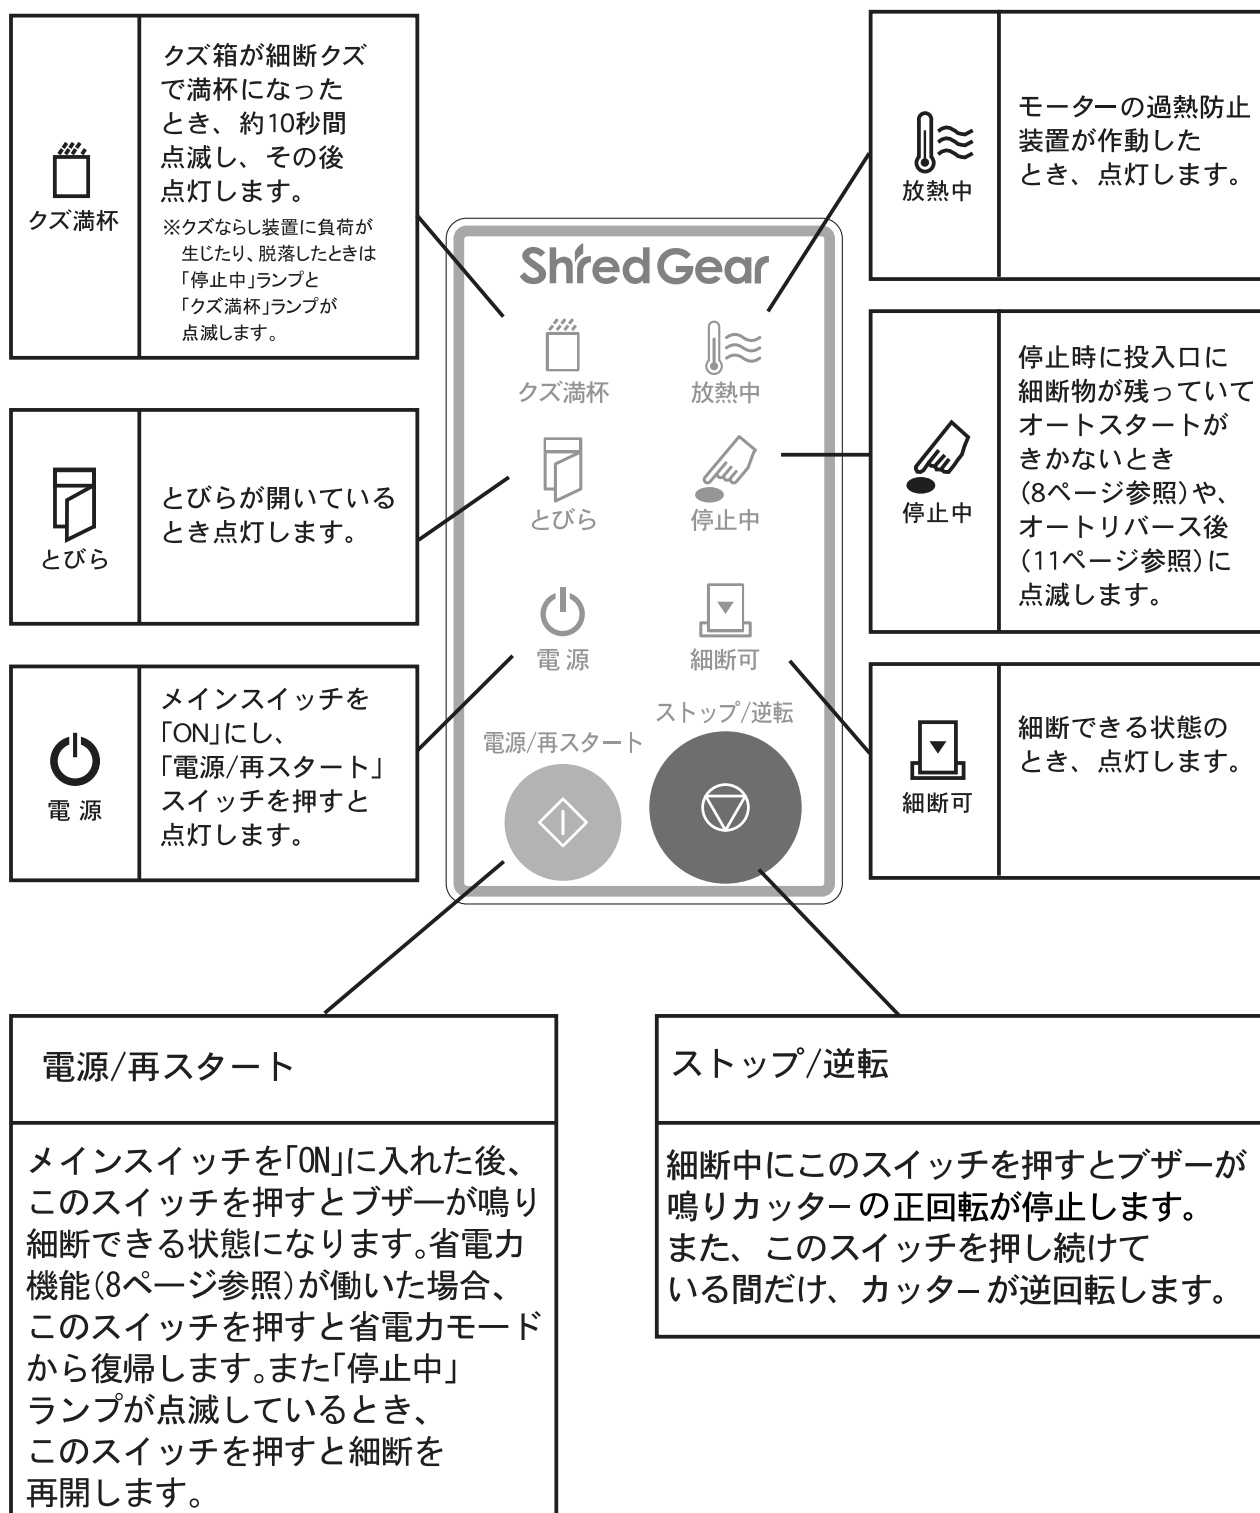 クズ満杯
クズ箱が細断クズ
で満杯になった
とき、約10秒間
点滅し、その後
点灯します。
※クズならし装置に負荷が
生じたり、脱落したときは
「停止中」ランプと
「クズ満杯」ランプが
点滅します。
とびら
とびらが開いている
とき点灯します。
電源
メインスイッチを
「ON」にし、
「電源/再スタート」
スイッチを押すと
点灯します。
ShredGear
クズ満杯
放熱中
とびら
停止中
電源
細断可
ストップ/逆転
電源/再スタート
放熱中
モーターの過熱防止
装置が作動した
とき、点灯します。
停止中
停止時に投入口に
細断物が残っていて
オートスタートが
きかないとき
(8ページ参照)や、
オートリバース後
(11ページ参照)に
点滅します。
細断可
細断できる状態の
とき、点灯します。
電源/再スタート
メインスイッチを「ON」に入れた後、
このスイッチを押すとブザーが鳴り
細断できる状態になります。省電力
機能(8ページ参照)が働いた場合、
このスイッチを押すと省電力モード
から復帰します。また「停止中」
ランプが点滅しているとき、
このスイッチを押すと細断を
再開します。
ストップ/逆転
細断中にこのスイッチを押すとブザーが
鳴りカッターの正回転が停止します。
また、このスイッチを押し続けて
いる間だけ、カッターが逆回転します。